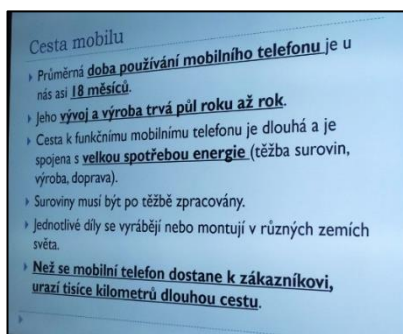 Cesta mobilu
Průměrná doba používání mobilního telefonu je u
nás asi 18 měsíců.
Jeho vývoj a výroba trvá půl roku až rok.
Cesta k funkčnímu mobilnímu telefonu je dlouhá a je
spojena s velkou spotřebou energie (těžba surovin,
výroba, doprava).
Suroviny musí být po těžbě zpracovány.
Jednotlivé díly se vyrábějí nebo montují v různých zemích
světa.
Než se mobilní telefon dostane k zákazníkovi,
urazí tisíce kilometrů dlouhou cestu.